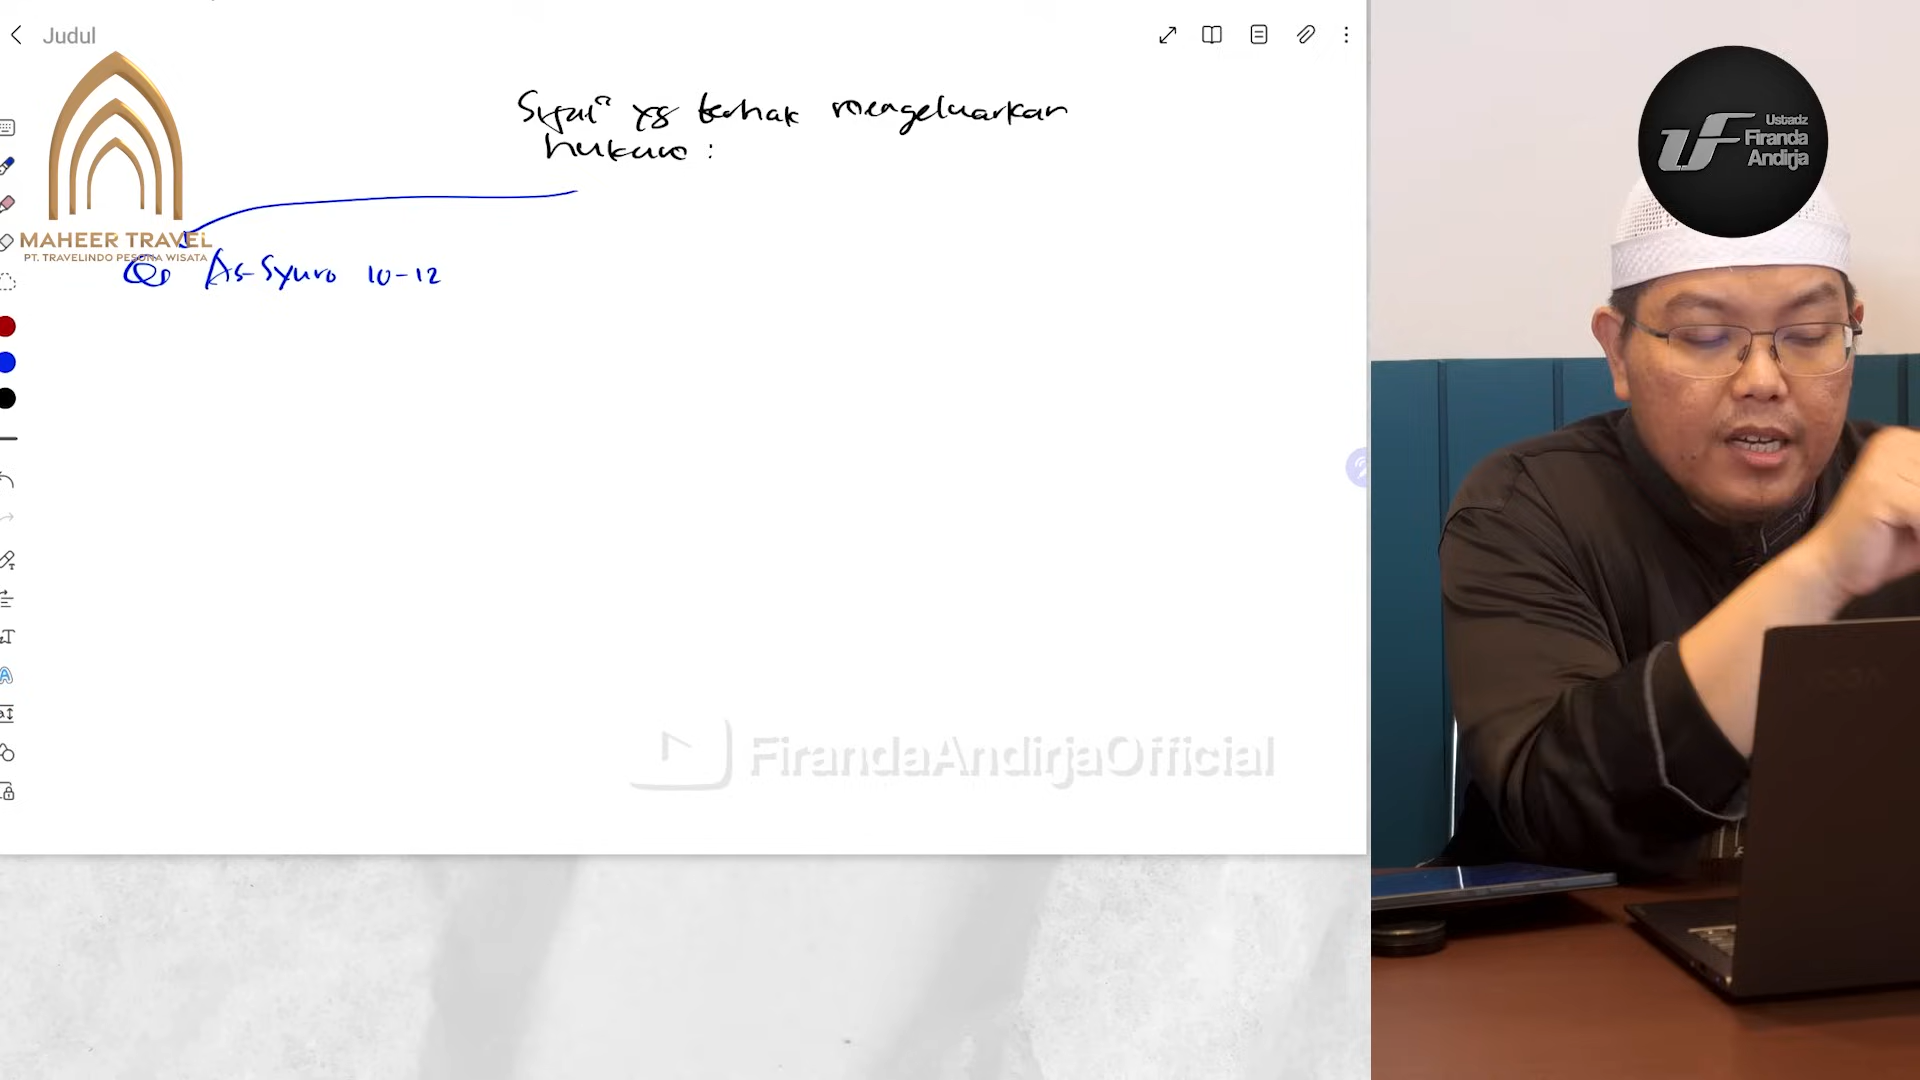 Judul
MAHEER TRAVEL
PT. TRAVELINDO PESONA WISATA
yg berhak mengeluarkan
hukum :
QS As-Syuro 10-12
Ustadz
Firanda
Andirja
UF
FirandaAndirjaOfficial